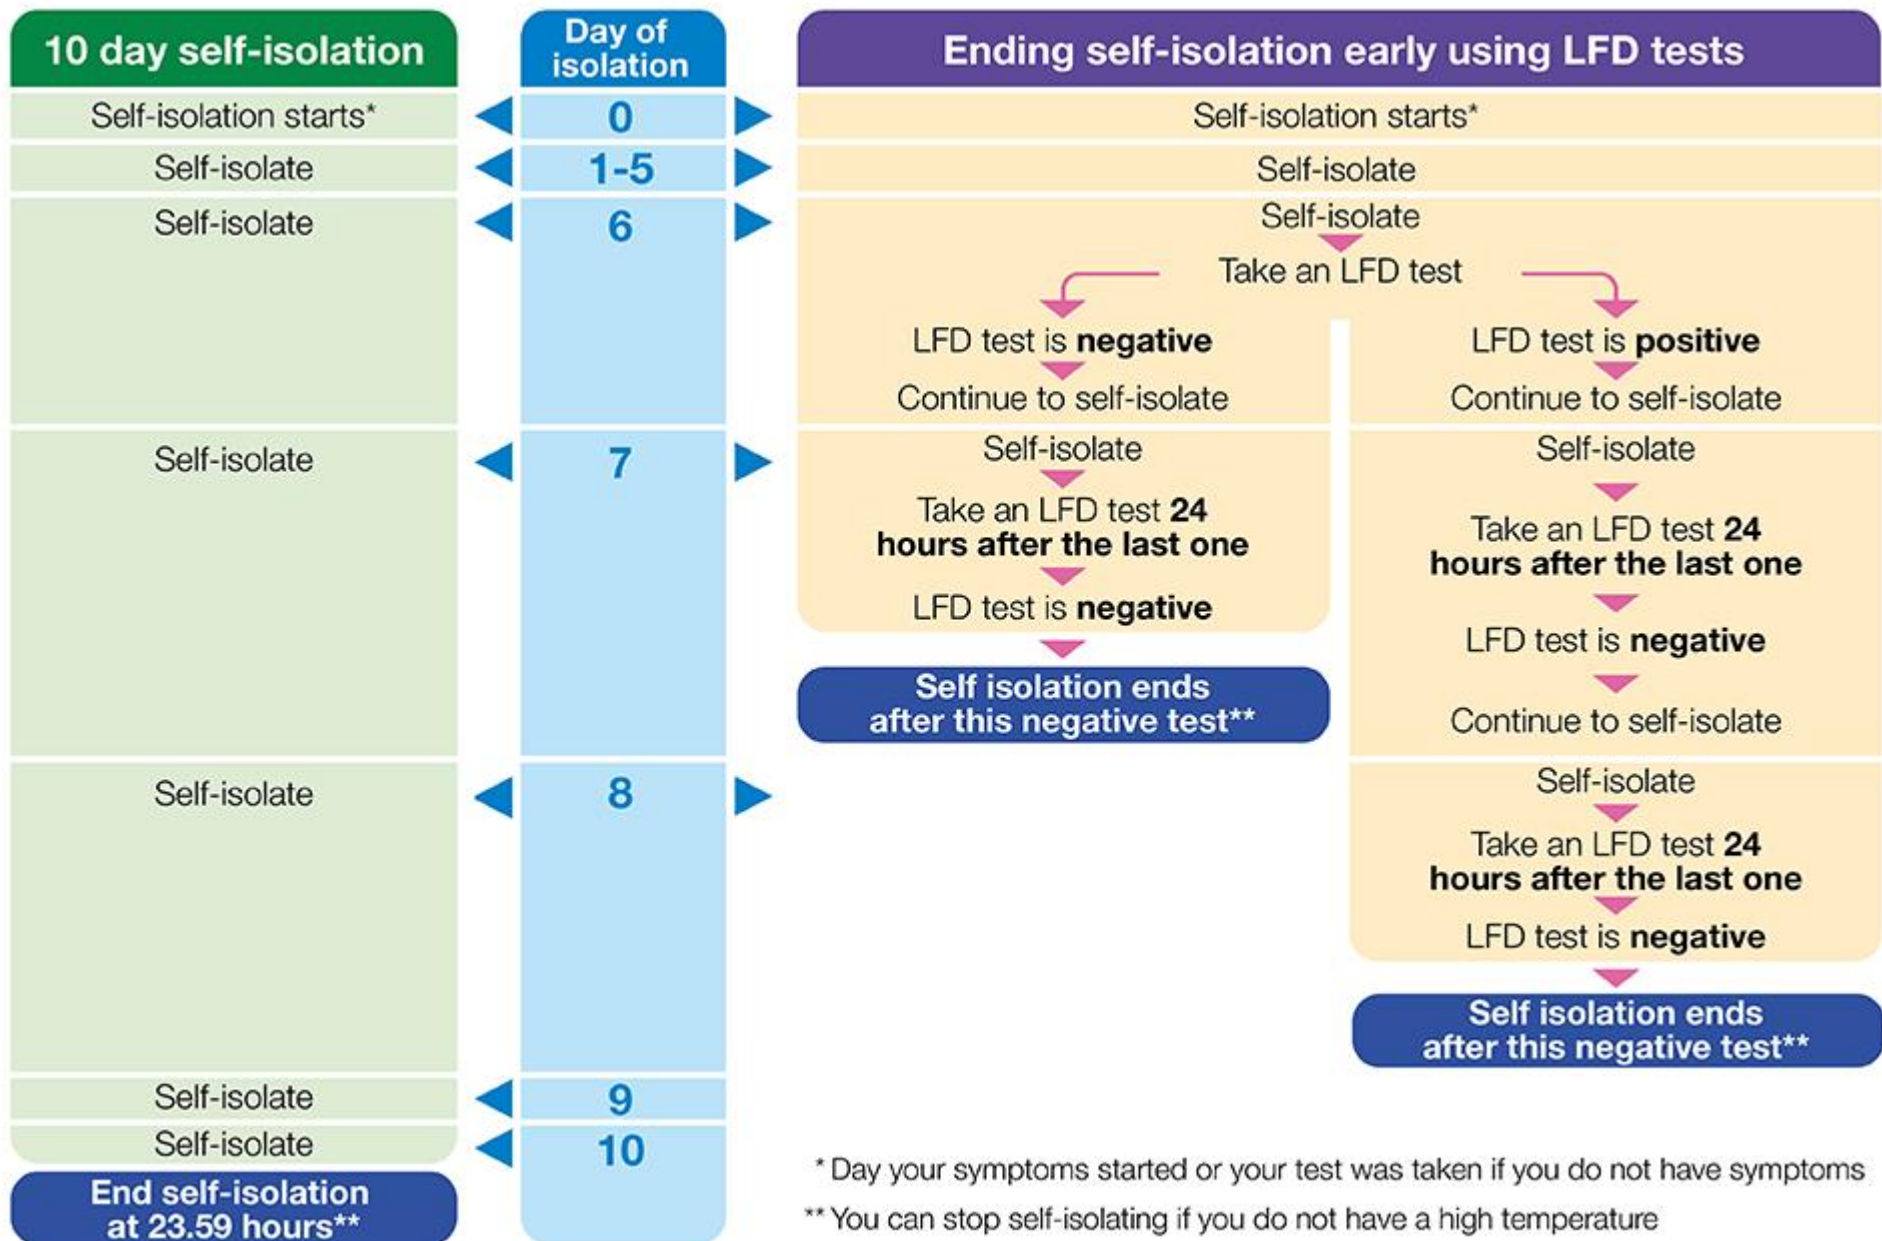 10 day self-isolation
Day of
isolation
Ending self-isolation early using LFD tests
Self-isolation starts*
0
Self-isolation starts*
Self-isolate
1-5
Self-isolate
Self-isolate
6
Self-isolate
Take an LFD test
LFD test is negative
LFD test is positive
Continue to self-isolate
Continue to self-isolate
Self-isolate
7
Self-isolate
Take an LFD test 24
hours after the last one
LFD test is negative
Self isolation ends
after this negative test**
Self-isolate
Take an LFD test 24
hours after the last one
LFD test is negative
Continue to self-isolate
Self-isolate
8
Self-isolate
Take an LFD test 24
hours after the last one
LFD test is negative
Self isolation ends
after this negative test**
Self-isolate
9
Self-isolate
10
End self-isolation
at 23.59 hours**
* Day your symptoms started or your test was taken if you do not have symptoms
** You can stop self-isolating if you do not have a high temperature